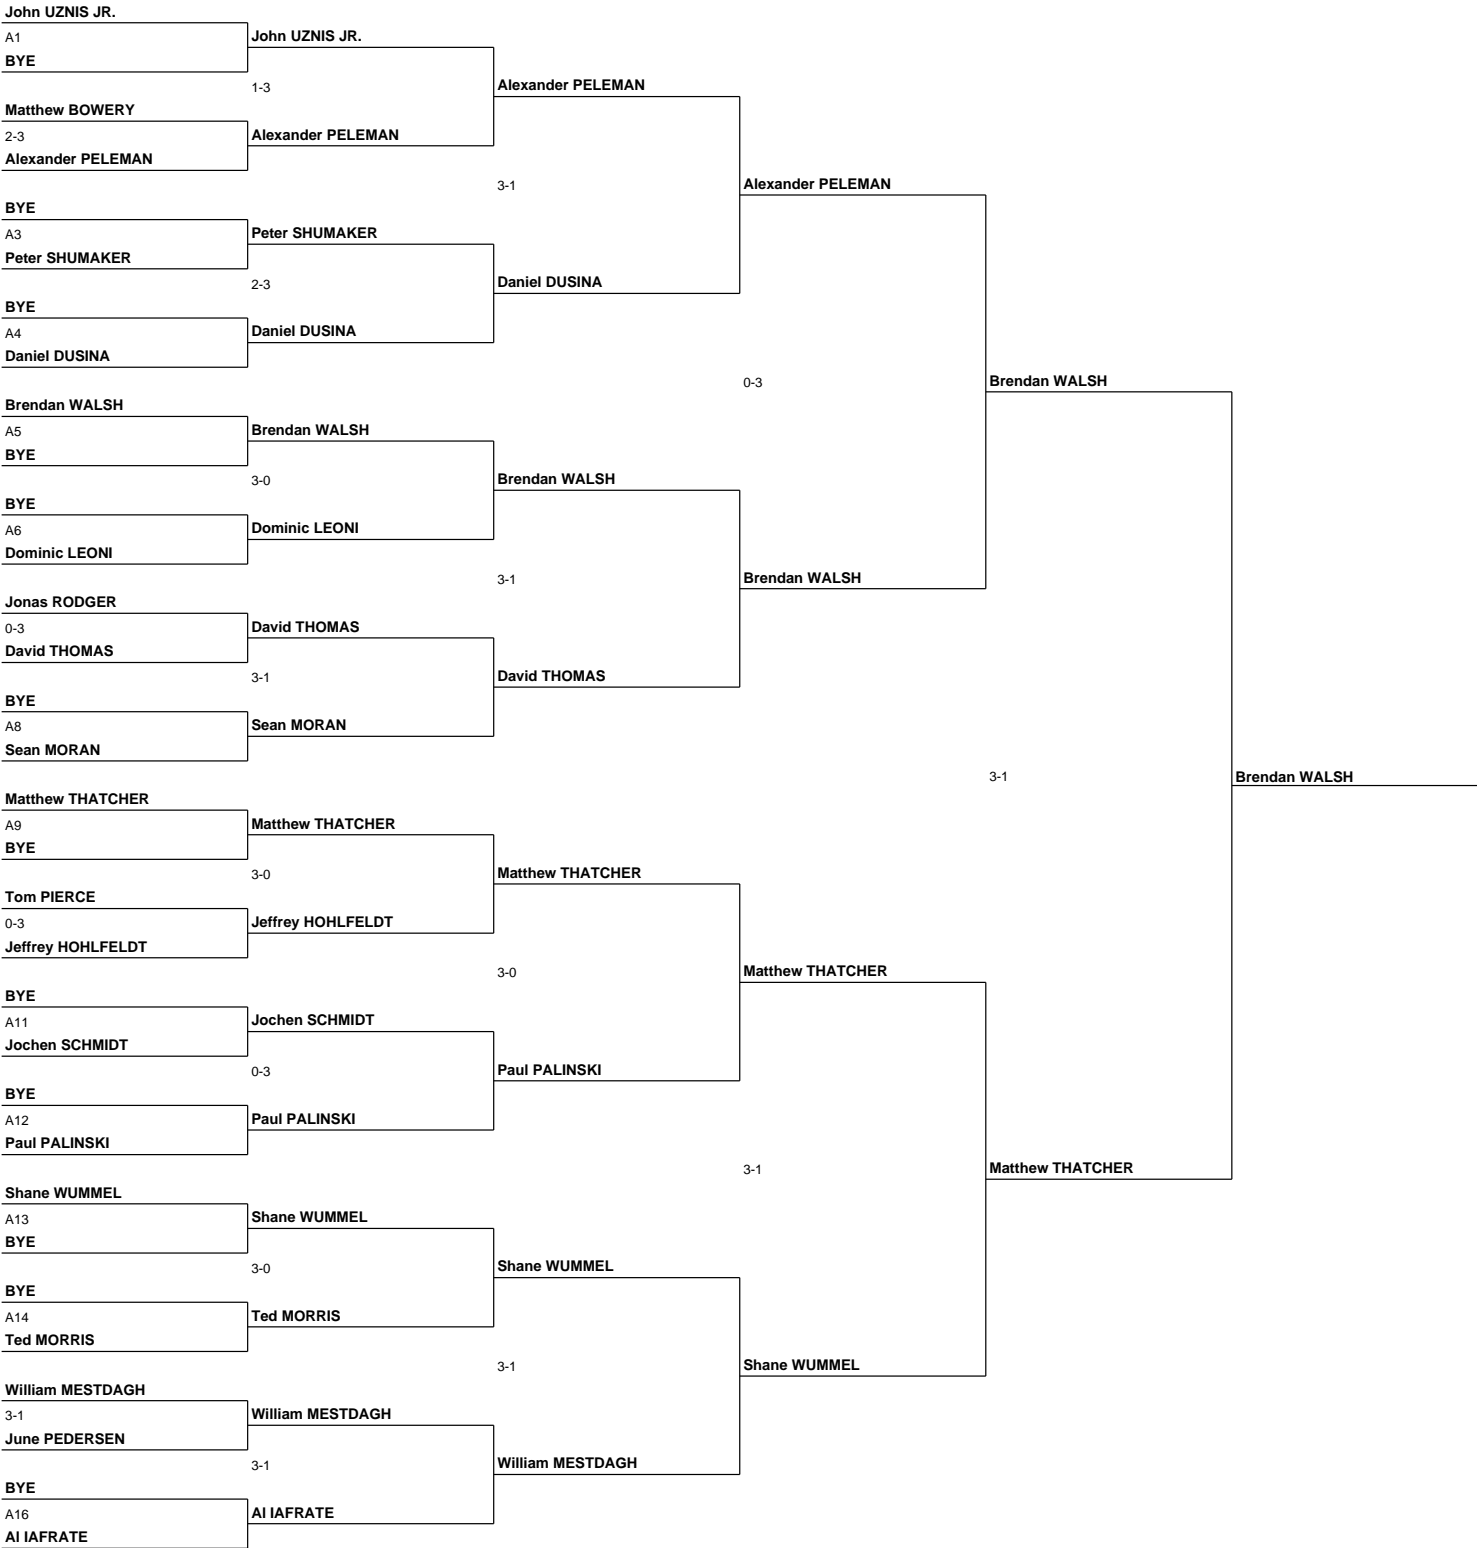 John UZNIS JR.
A1
BYE
John UZNIS JR.
1-3
Alexander PELEMAN
Matthew BOWERY
2-3
Alexander PELEMAN
Alexander PELEMAN
3-1
Alexander PELEMAN
BYE
A3
Peter SHUMAKER
Peter SHUMAKER
2-3
Daniel DUSINA
BYE
A4
Daniel DUSINA
Daniel DUSINA
0-3
Brendan WALSH
Brendan WALSH
A5
BYE
Brendan WALSH
3-0
Brendan WALSH
BYE
A6
Dominic LEONI
Dominic LEONI
3-1
Brendan WALSH
Jonas RODGER
0-3
David THOMAS
David THOMAS
3-1
David THOMAS
BYE
A8
Sean MORAN
Sean MORAN
3-1
Brendan WALSH
Matthew THATCHER
A9
BYE
Matthew THATCHER
3-0
Matthew THATCHER
Tom PIERCE
0-3
Jeffrey HOHLFELDT
Jeffrey HOHLFELDT
3-0
Matthew THATCHER
BYE
A11
Jochen SCHMIDT
Jochen SCHMIDT
0-3
Paul PALINSKI
BYE
A12
Paul PALINSKI
Paul PALINSKI
3-1
Matthew THATCHER
Shane WUMMEL
A13
BYE
Shane WUMMEL
3-0
Shane WUMMEL
BYE
A14
Ted MORRIS
Ted MORRIS
3-1
Shane WUMMEL
William MESTDAGH
3-1
June PEDERSEN
William MESTDAGH
3-1
William MESTDAGH
BYE
A16
Al IAFRATE
Al IAFRATE